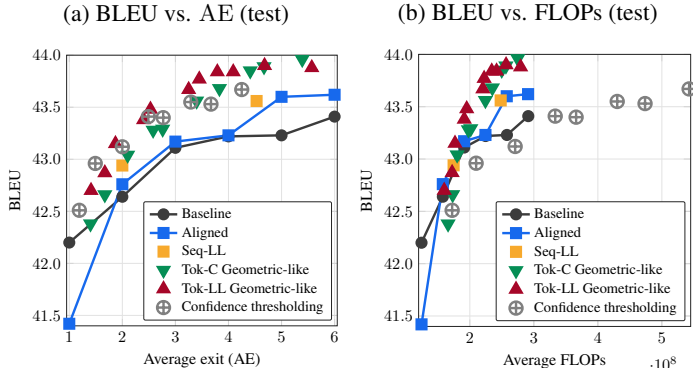 (a) BLEU vs. AE (test)
44.0
43.5
43.0
42.5
42.0
41.5
BLEU
Baseline
Aligned
Seq-LL
Tok-C Geometric-like
Tok-LL Geometric-like
Confidence thresholding
1 2 3 4 5 6
Average exit (AE)
(b) BLEU vs. FLOPs (test)
44.0
43.5
43.0
42.5
42.0
41.5
BLEU
Baseline
Aligned
Seq-LL
Tok-C Geometric-like
Tok-LL Geometric-like
Confidence thresholding
2 3 4 5
Average FLOPs ·10⁸